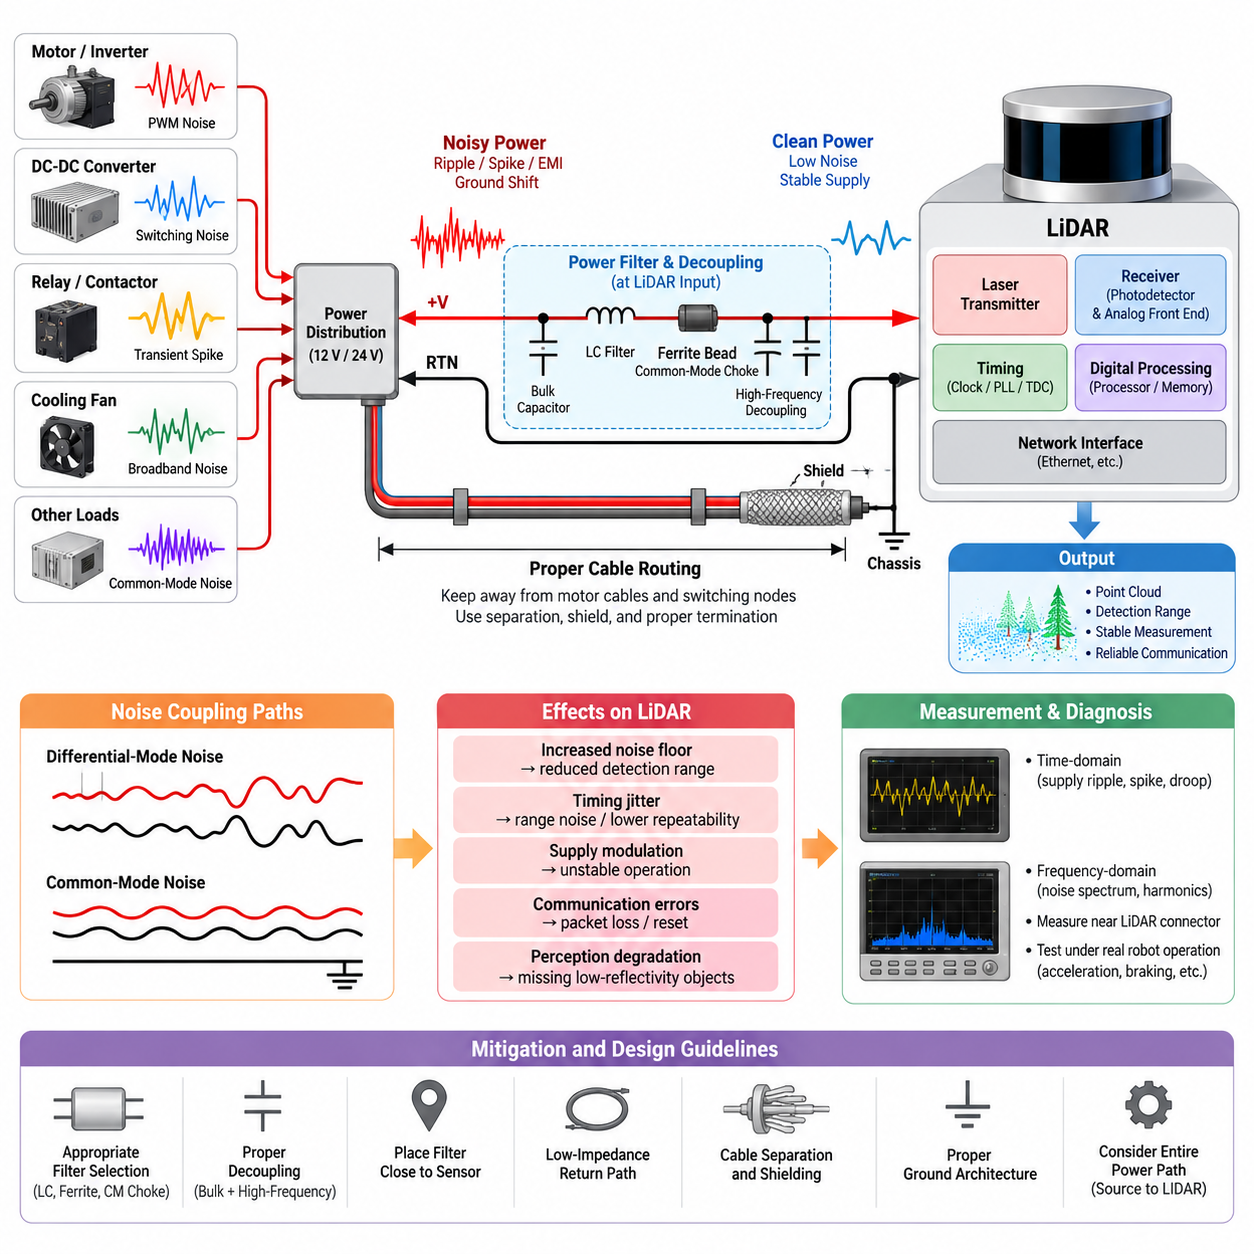 Motor / Inverter
PWM Noise
DC-DC Converter
Switching Noise
Relay / Contactor
Transient Spike
Cooling Fan
Broadband Noise
Other Loads
Common-Mode Noise
Power
Distribution
(12 V / 24 V)
Noisy Power
Ripple / Spike / EMI
Ground Shift
Clean Power
Low Noise
Stable Supply
Power Filter & Decoupling
(at LiDAR Input)
+V
RTN
LC Filter
Ferrite Bead
Common-Mode Choke
Bulk
Capacitor
High-Frequency
Decoupling
Shield
Chassis
Proper Cable Routing
Keep away from motor cables and switching nodes
Use separation, shield, and proper termination
LiDAR
Laser
Transmitter
Receiver
(Photodetector
& Analog Front End)
Timing
(Clock / PLL / TDC)
Digital Processing
(Processor / Memory)
Network Interface
(Ethernet, etc.)
Output
• Point Cloud
• Detection Range
• Stable Measurement
• Reliable Communication
Noise Coupling Paths
Differential-Mode Noise
Common-Mode Noise
Effects on LiDAR
Increased noise floor
→ reduced detection range
Timing jitter
→ range noise / lower repeatability
Supply modulation
→ unstable operation
Communication errors
→ packet loss / reset
Perception degradation
→ missing low-reflectivity objects
Measurement & Diagnosis
• Time-domain
(supply ripple, spike, droop)
• Frequency-domain
(noise spectrum, harmonics)
• Measure near LiDAR connector
• Test under real robot operation
(acceleration, braking, etc.)
Mitigation and Design Guidelines
Appropriate
Filter Selection
(LC, Ferrite, CM Choke)
Proper
Decoupling
(Bulk + High-Frequency)
Place Filter
Close to Sensor
Low-Impedance
Return Path
Cable Separation
and Shielding
Proper
Ground Architecture
Consider Entire
Power Path
(Source to LIDAR)